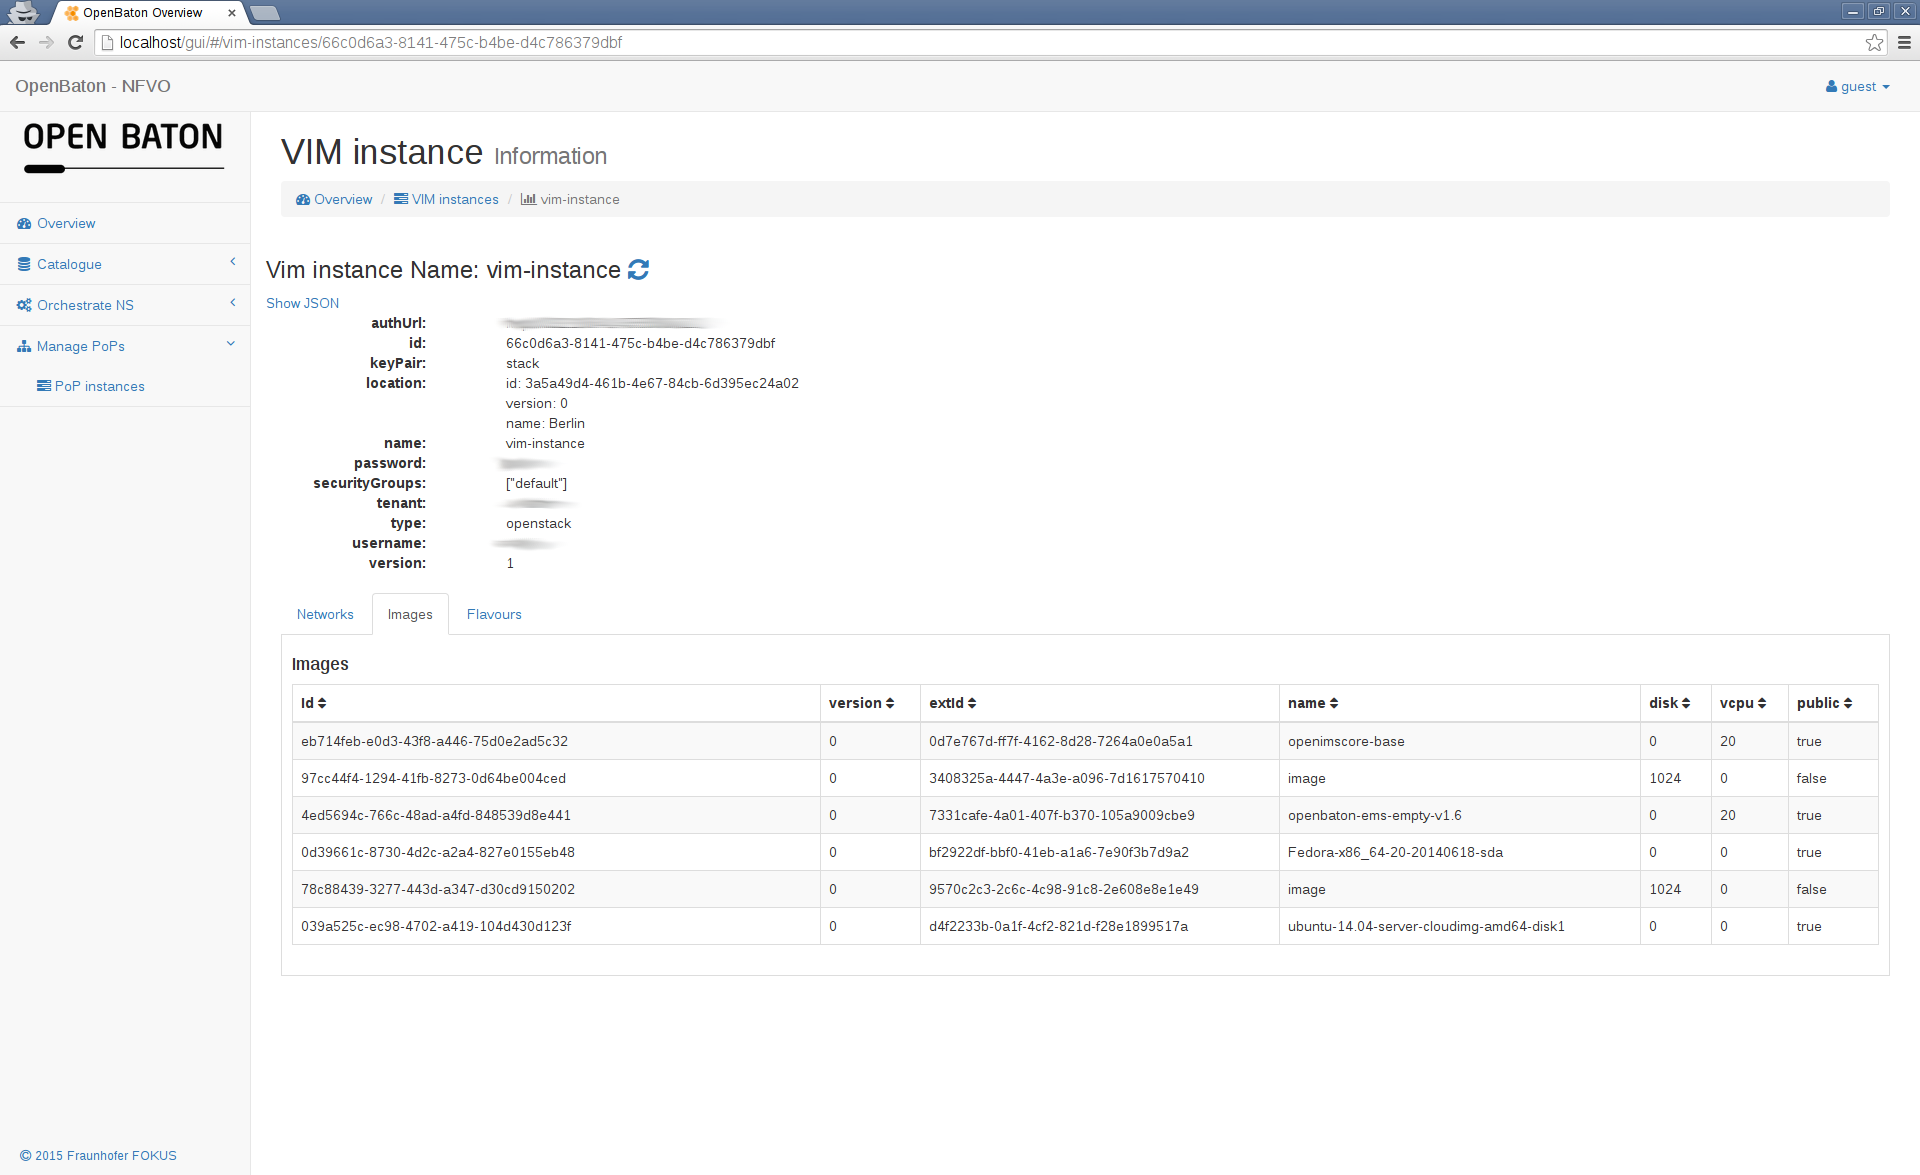 OpenBaton Overview
localhost/gui/#/vim-instances/66c0d6a3-8141-475c-b4be-d4c786379dbf
OpenBaton - NFVO
guest
OPEN BATON
Overview
Catalogue
Orchestrate NS
Manage PoPs
PoP instances
VIM instance Information
Overview / VIM instances / vim-instance
Vim instance Name: vim-instance
Show JSON
authUrl:
id: 66c0d6a3-8141-475c-b4be-d4c786379dbf
keyPair: stack
location: id: 3a5a49d4-461b-4e67-84cb-6d395ec24a02
version: 0
name: Berlin
name: vim-instance
password:
securityGroups: ["default"]
tenant:
type: openstack
username:
version: 1
Networks Images Flavours
Images
Id version extId name disk vcpu public
eb714feb-e0d3-43f8-a446-75d0e2ad5c32 0 0d7e767d-ff7f-4162-8d28-7264a0e0a5a1 openimscore-base 0 20 true
97cc44f4-1294-41fb-8273-0d64be004ced 0 3408325a-4447-4a3e-a096-7d1617570410 image 1024 0 false
4ed5694c-766c-48ad-a4fd-848539d8e441 0 7331cafe-4a01-407f-b370-105a9009cbe9 openbaton-ems-empty-v1.6 0 20 true
0d39661c-8730-4d2c-a2a4-827e0155eb48 0 bf2922df-bbf0-41eb-a1a6-7e90f3b7d9a2 Fedora-x86_64-20-20140618-sda 0 0 true
78c88439-3277-443d-a347-d30cd9150202 0 9570c2c3-2c6c-4c98-91c8-2e608e8e1e49 image 1024 0 false
039a525c-ec98-4702-a419-104d430d123f 0 d4f2233b-0a1f-4cf2-821d-f28e1899517a ubuntu-14.04-server-cloudimg-amd64-disk1 0 0 true
© 2015 Fraunhofer FOKUS